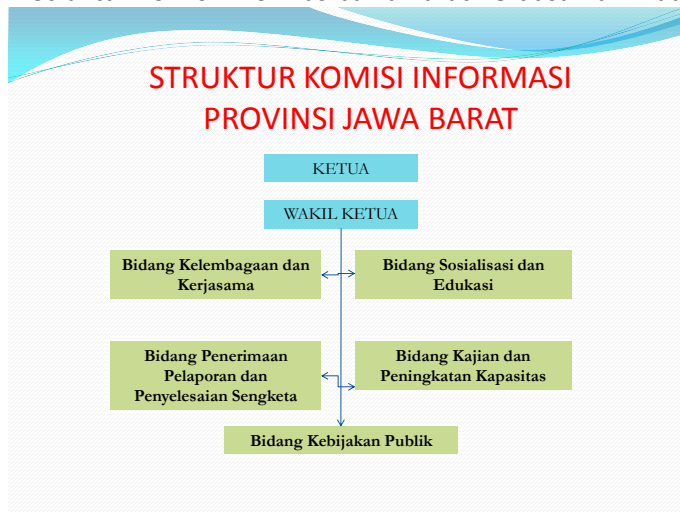 STRUKTUR KOMISI INFORMASI
PROVINSI JAWA BARAT
KETUA
WAKIL KETUA
Bidang Kelembagaan dan
Kerjasama
Bidang Sosialisasi dan
Edukasi
Bidang Penerimaan
Pelaporan dan
Penyelesaian Sengketa
Bidang Kajian dan
Peningkatan Kapasitas
Bidang Kebijakan Publik